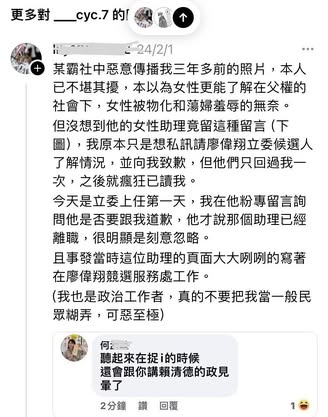 更多對 ___cyc.7 的
24/2/1
某霸社中惡意傳播我三年多前的照片，本人
已不堪其擾，本以為女性更能了解在父權的
社會下，女性被物化和蕩婦羞辱的無奈。
但沒想到他的女性助理竟留這種留言 (下
圖) ，我原本只是想私訊請廖偉翔立委候選人
了解情況，並向我致歉，但他們只回過我一
次，之後就瘋狂已讀我。
今天是立委上任第一天，我在他粉專留言詢
問他是否要跟我道歉，他才說那個助理已經
離職，很明顯是刻意忽略。
且事發當時這位助理的頁面大大咧咧的寫著
在廖偉翔競選服務處工作。
(我也是政治工作者，真的不要把我當一般民
眾糊弄，可惡至極)
何
聽起來在捉i的時候
還會跟你講賴清德的政見
暈了
2分鐘 讚 回覆 1